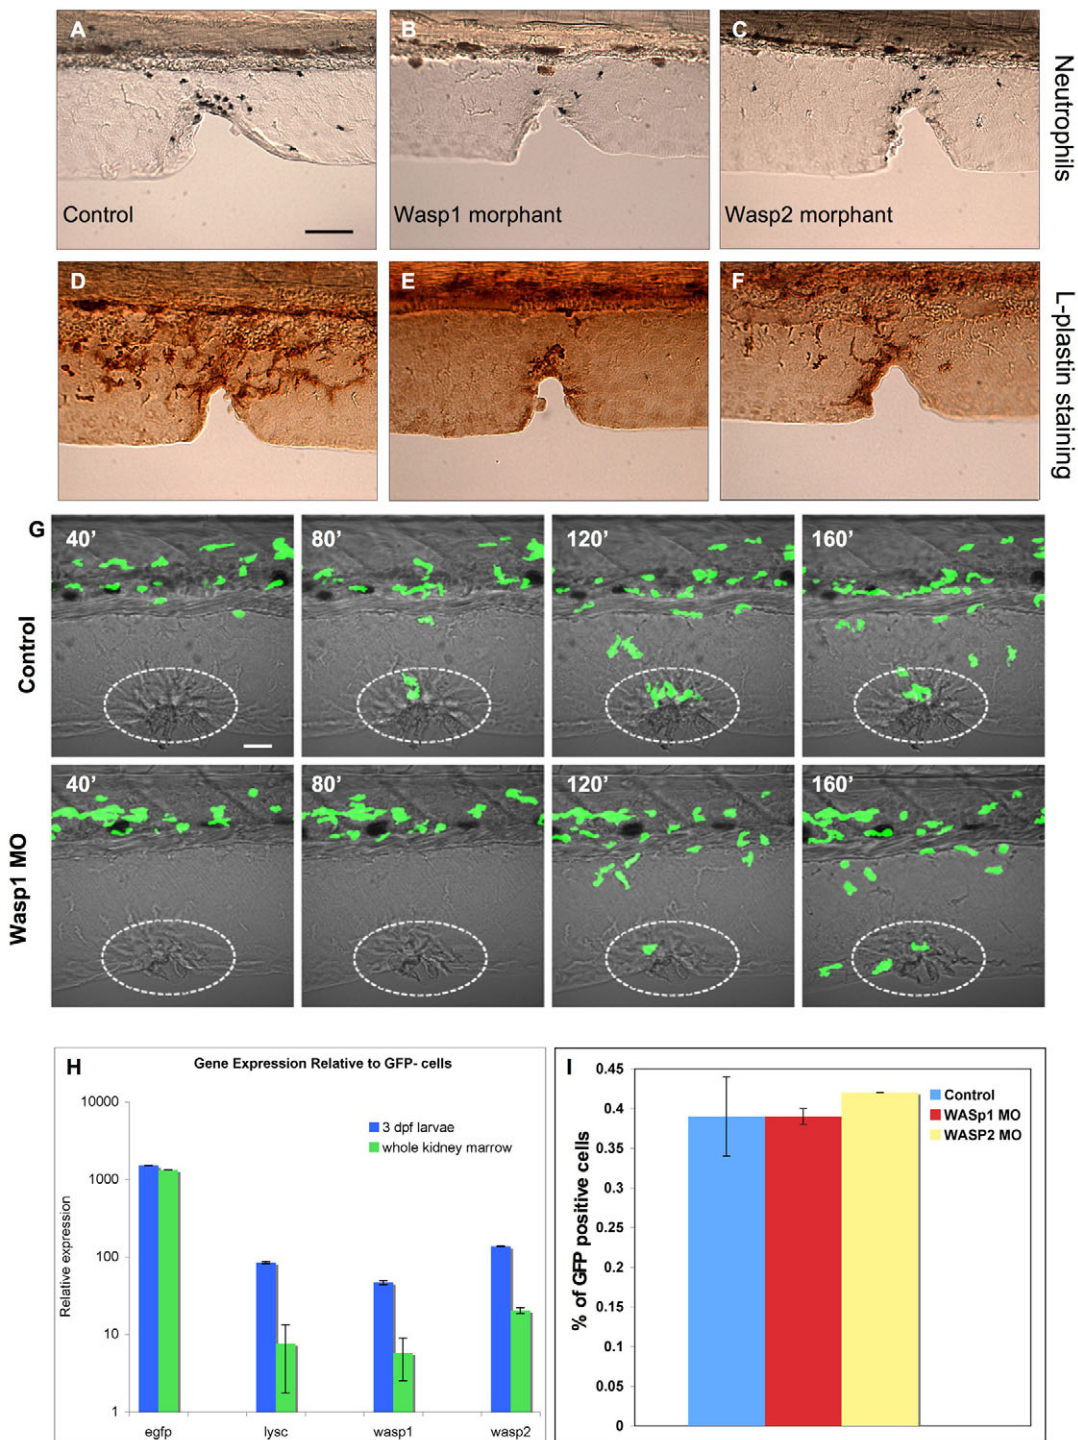 A
B
C
Neutrophils
Control
Wasp1 morphant
Wasp2 morphant
D
E
F
L-plastin staining
G
40’
80’
120’
160’
Control
40’
80’
120’
160’
Wasp1 MO
H
Gene Expression Relative to GFP- cells
10000
1000
100
10
1
Relative expression
3 dpf larvae
whole kidney marrow
egfp
lysc
wasp1
wasp2
I
0.45
0.4
0.35
0.3
0.25
0.2
0.15
0.1
0.05
0
% of GFP positive cells
Control
WASp1 MO
WASP2 MO